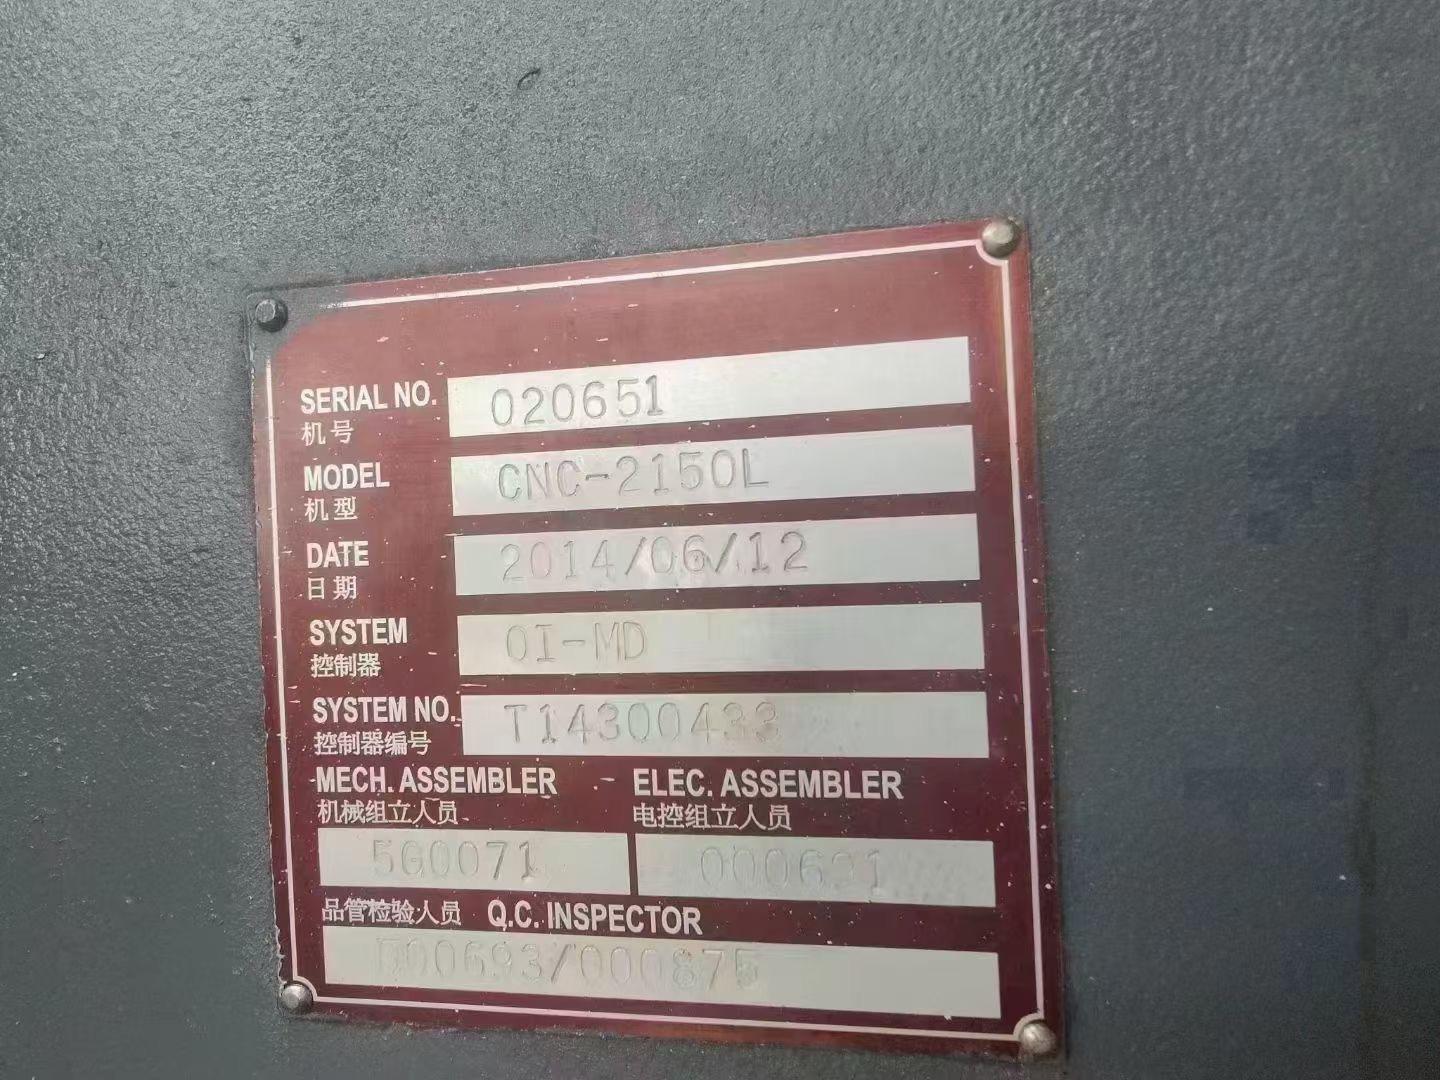 SERIAL NO. 020651
机号
MODEL CNC-2150L
机型
DATE 2014/06/12
日期
SYSTEM 0I-MD
控制器
SYSTEM NO. T14300433
控制器编号
MECH. ASSEMBLER ELEC. ASSEMBLER
机械组立人员 电控组立人员
5G0071 000691
品管检验人员 Q.C. INSPECTOR